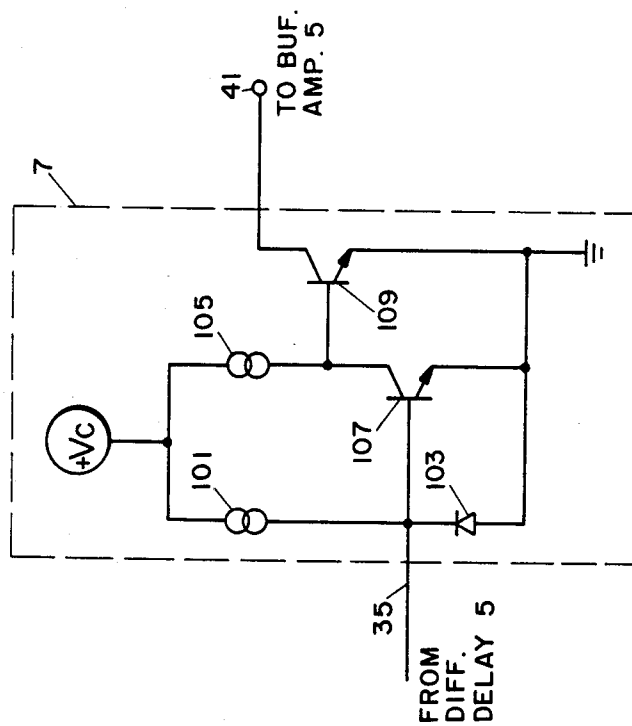 7
+Vc
101
105
41
TO BUF.
AMP. 5
109
107
103
35
FROM
DIFF.
DELAY 5